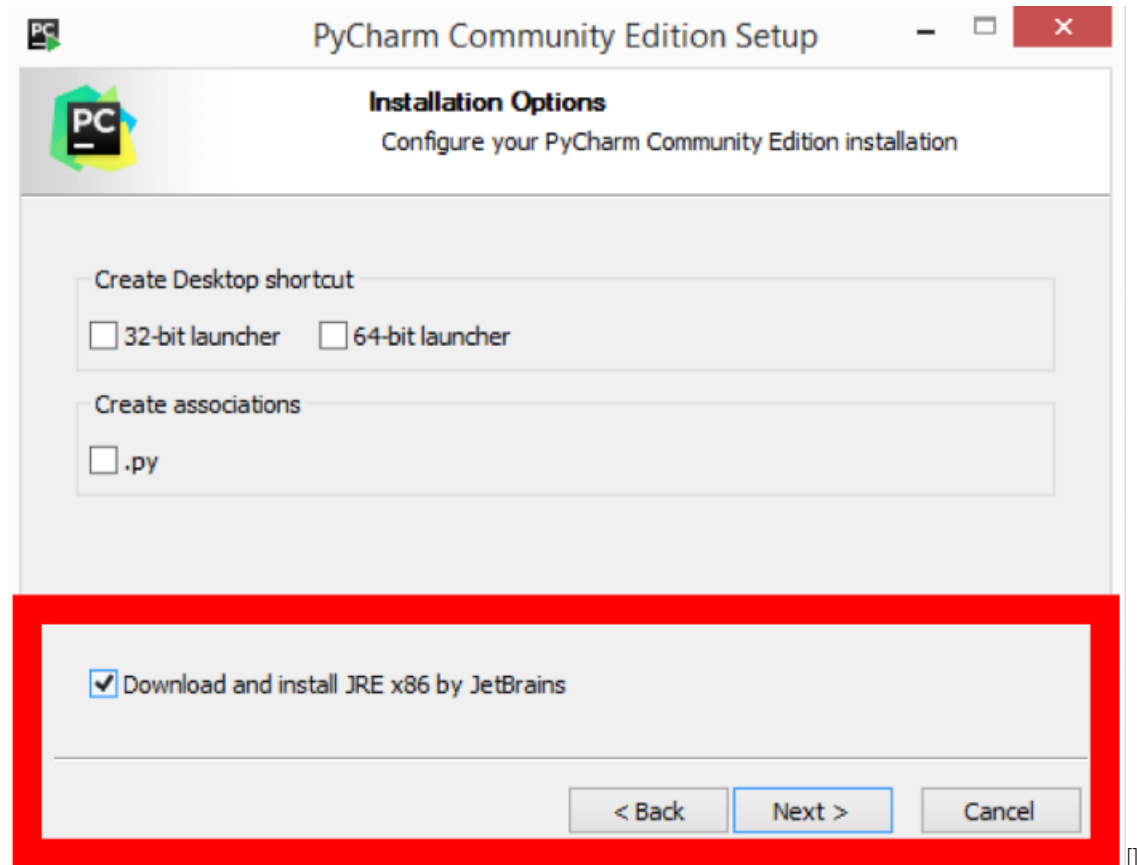 PC
PyCharm Community Edition Setup
PC
Installation Options
Configure your PyCharm Community Edition installation
Create Desktop shortcut
32-bit launcher 64-bit launcher
Create associations
.py
Download and install JRE x86 by JetBrains
< Back Next > Cancel